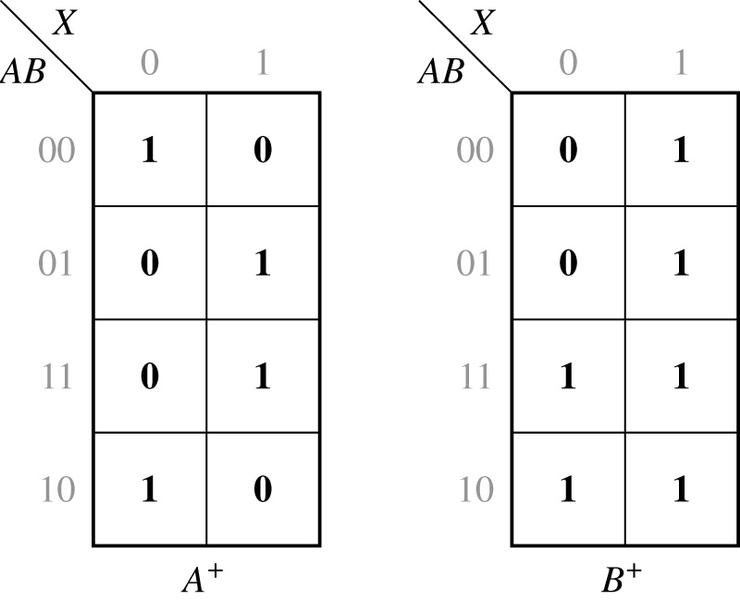 X X
AB 0 1 AB 0 1
00 1 0 00 0 1
01 0 1 01 0 1
11 0 1 11 1 1
10 1 0 10 1 1
A⁺ B⁺